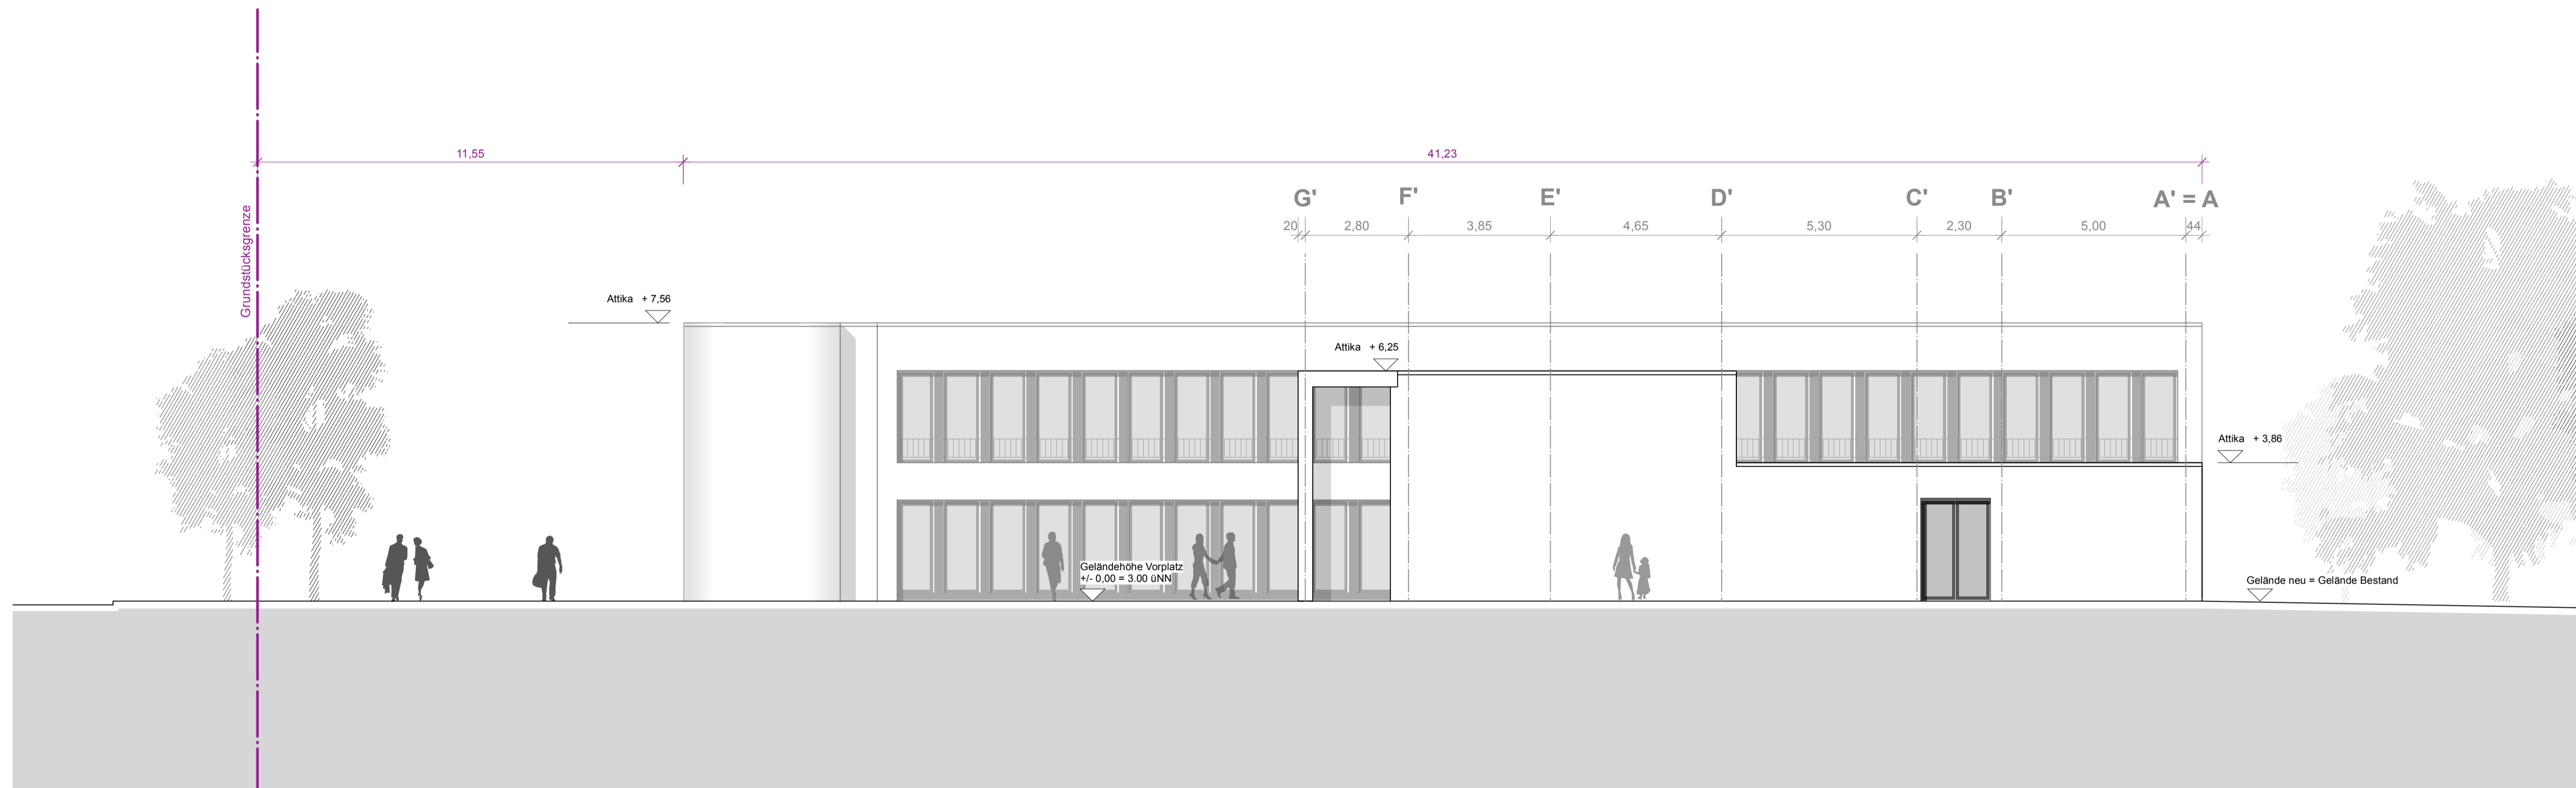 11,55
41,23
G'
F'
E'
D'
C'
B'
A' = A
20
2,80
3,85
4,65
5,30
2,30
5,00
44
Grundstücksgrenze
Attika + 7,56
Attika + 6,25
Attika + 3,86
Geländehöhe Vorplatz
+/- 0,00 = 3.00 üNN
Gelände neu = Gelände Bestand